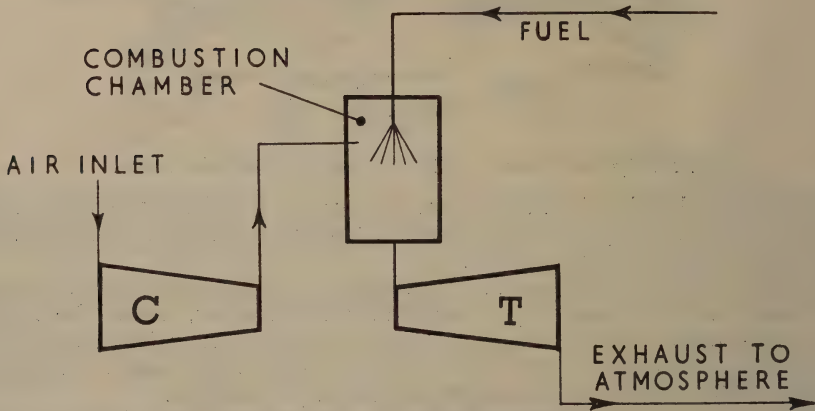 FUEL
COMBUSTION
CHAMBER
AIR INLET
C
T
EXHAUST TO
ATMOSPHERE